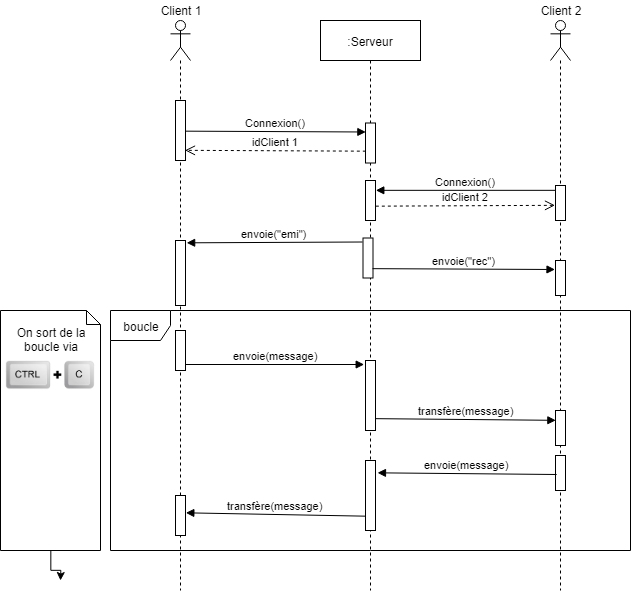 Client 1
Client 2
:Serveur
Connexion()
idClient 1
Connexion()
idClient 2
envoie("emi")
envoie("rec")
On sort de la
boucle via
CTRL + C
boucle
envoie(message)
transfère(message)
envoie(message)
transfère(message)